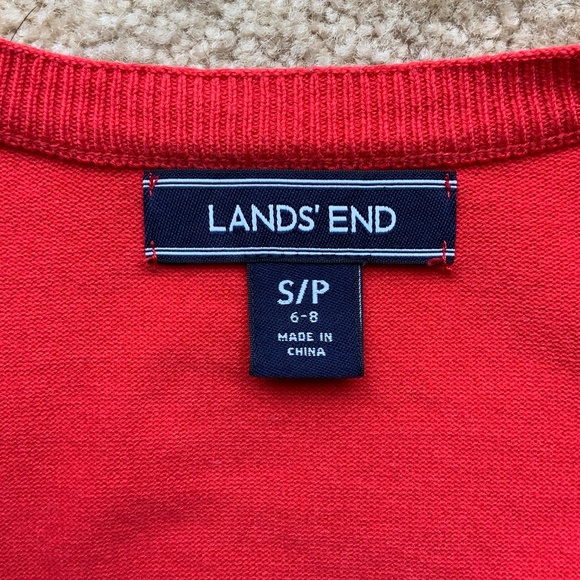 LANDS' END
S/P
6-8
MADE IN
CHINA